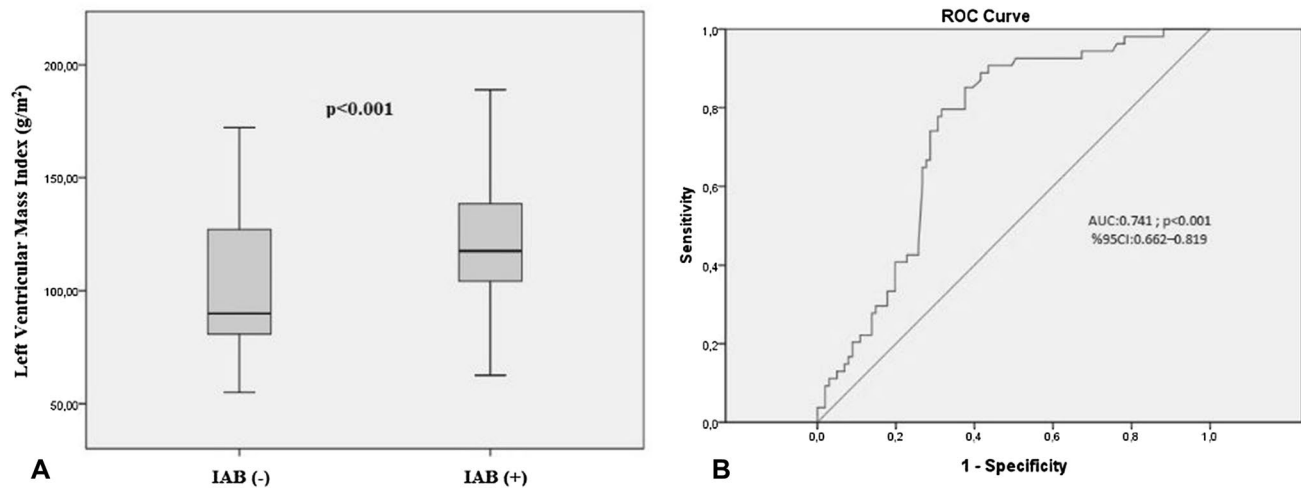 A
Left Ventricular Mass Index (g/m²)
200,00
150,00
100,00
50,00
p<0.001
IAB (-)
IAB (+)
B
ROC Curve
Sensitivity
1,0
0,8
0,6
0,4
0,2
0,0
AUC:0.741 ; p<0.001
%95CI:0.662–0.819
0,0 0,2 0,4 0,6 0,8 1,0
1 - Specificity